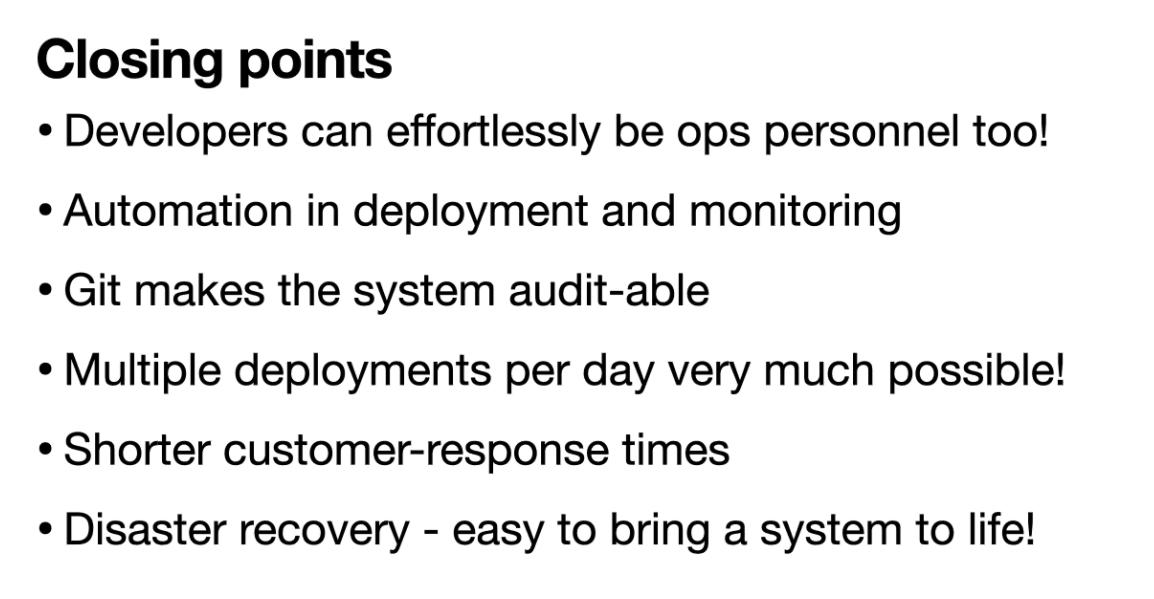 Closing points
• Developers can effortlessly be ops personnel too!
• Automation in deployment and monitoring
• Git makes the system audit-able
• Multiple deployments per day very much possible!
• Shorter customer-response times
• Disaster recovery - easy to bring a system to life!